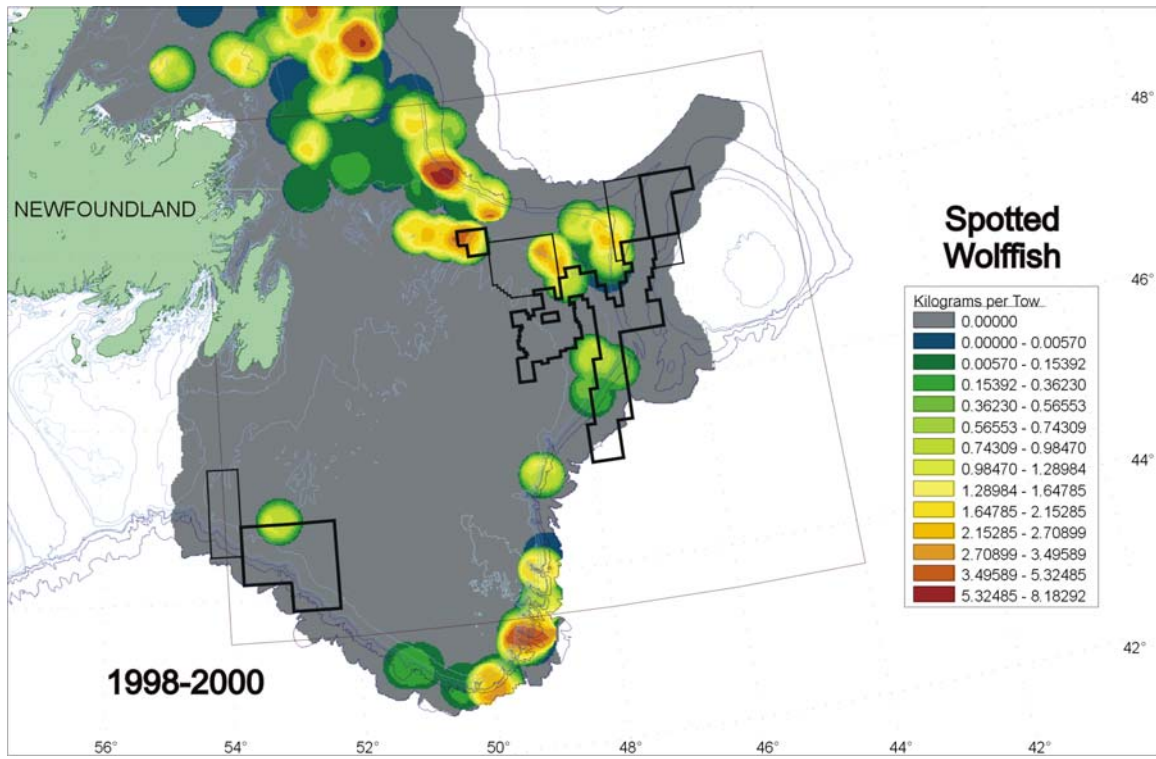 NEWFOUNDLAND
Spotted
Wolffish
Kilograms per Tow
0.00000
0.00000 - 0.00570
0.00570 - 0.15392
0.15392 - 0.36230
0.36230 - 0.56553
0.56553 - 0.74309
0.74309 - 0.98470
0.98470 - 1.28984
1.28984 - 1.64785
1.64785 - 2.15285
2.15285 - 2.70899
2.70899 - 3.49589
3.49589 - 5.32485
5.32485 - 8.18292
48°
46°
44°
42°
1998-2000
56°
54°
52°
50°
48°
46°
44°
42°